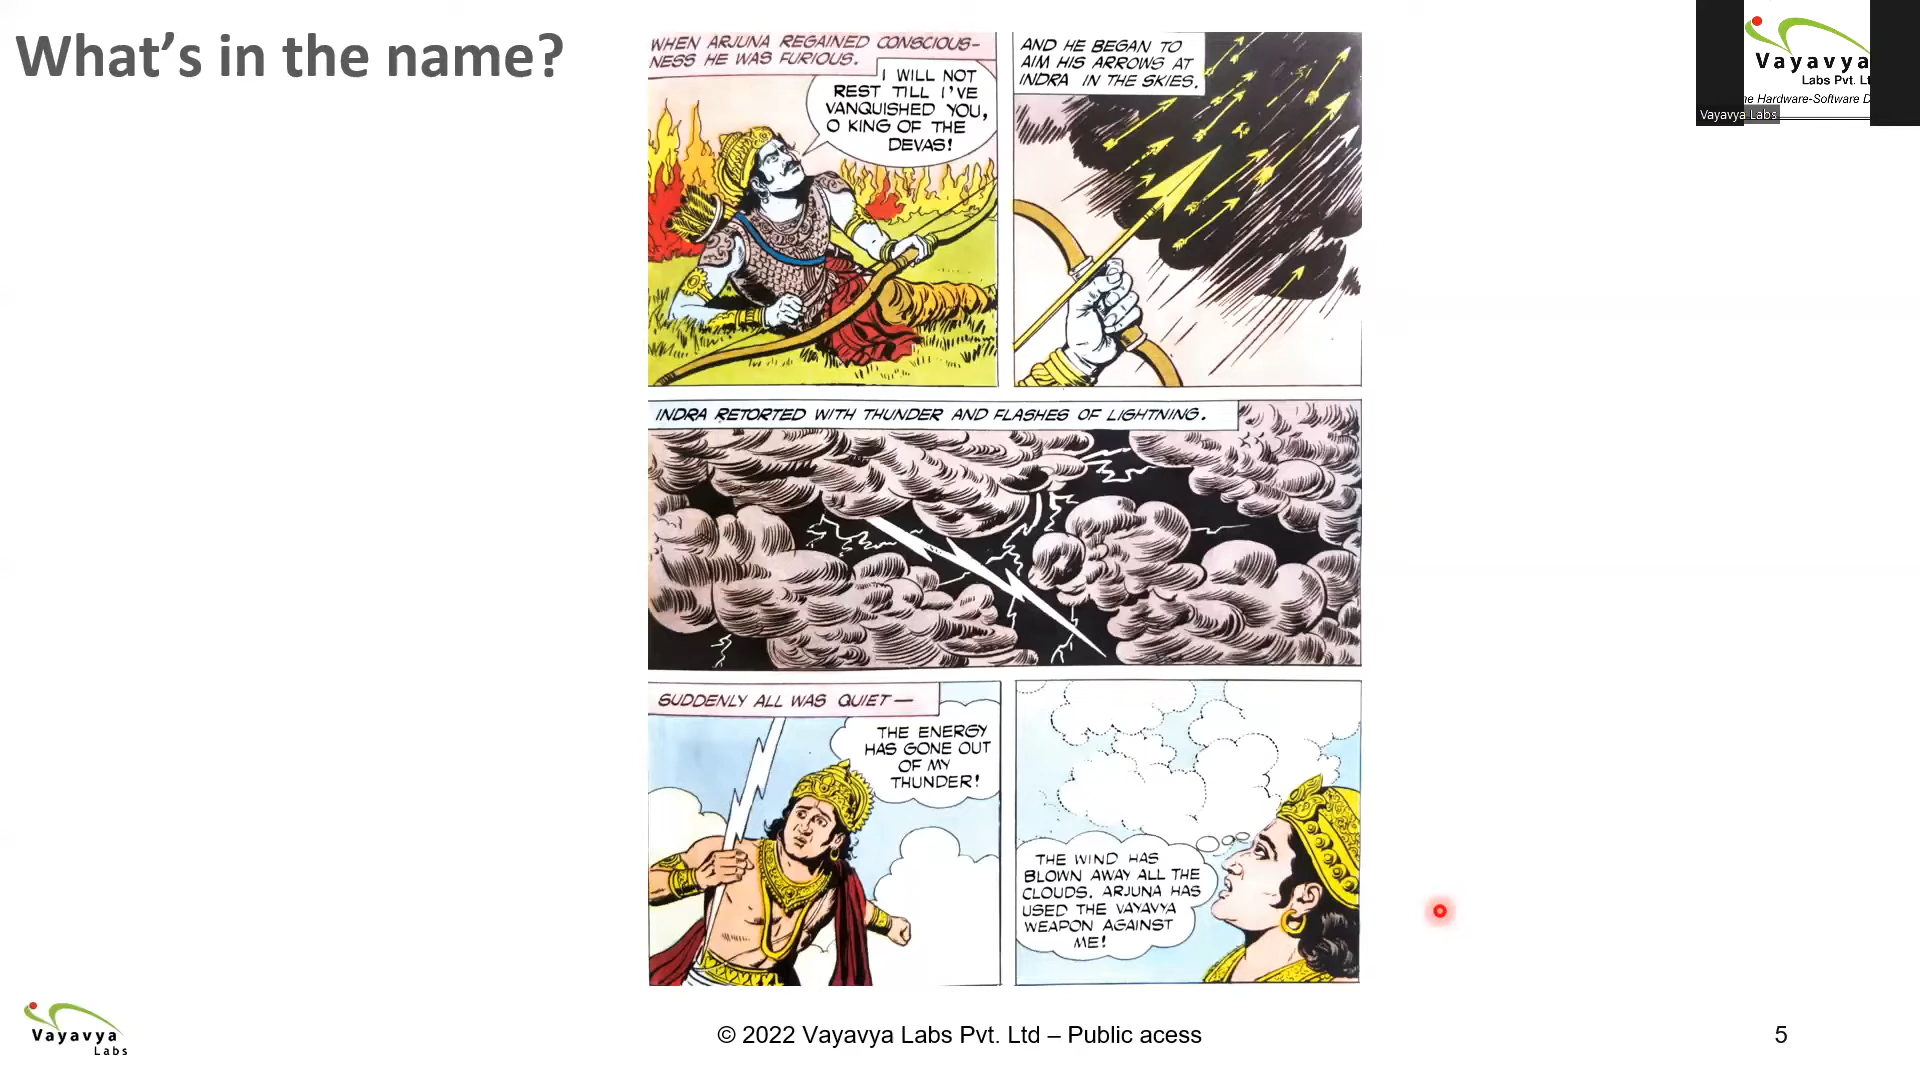 What's in the name?
WHEN ARJUNA REGAINED CONSCIOUS-
NESS HE WAS FURIOUS.
I WILL NOT
REST TILL I'VE
VANQUISHED YOU,
O KING OF THE
DEVAS!
AND HE BEGAN TO
AIM HIS ARROWS AT
INDRA IN THE SKIES.
INDRA RETORTED WITH THUNDER AND FLASHES OF LIGHTNING.
SUDDENLY ALL WAS QUIET—
THE ENERGY
HAS GONE OUT
OF MY
THUNDER!
THE WIND HAS
BLOWN AWAY ALL THE
CLOUDS. ARJUNA HAS
USED THE VAYAVYA
WEAPON AGAINST
ME!
Vayavya
Labs Pvt. Lt
he Hardware-Software D
Vayavya Labs
Vayavya
Labs
© 2022 Vayavya Labs Pvt. Ltd – Public acess
5